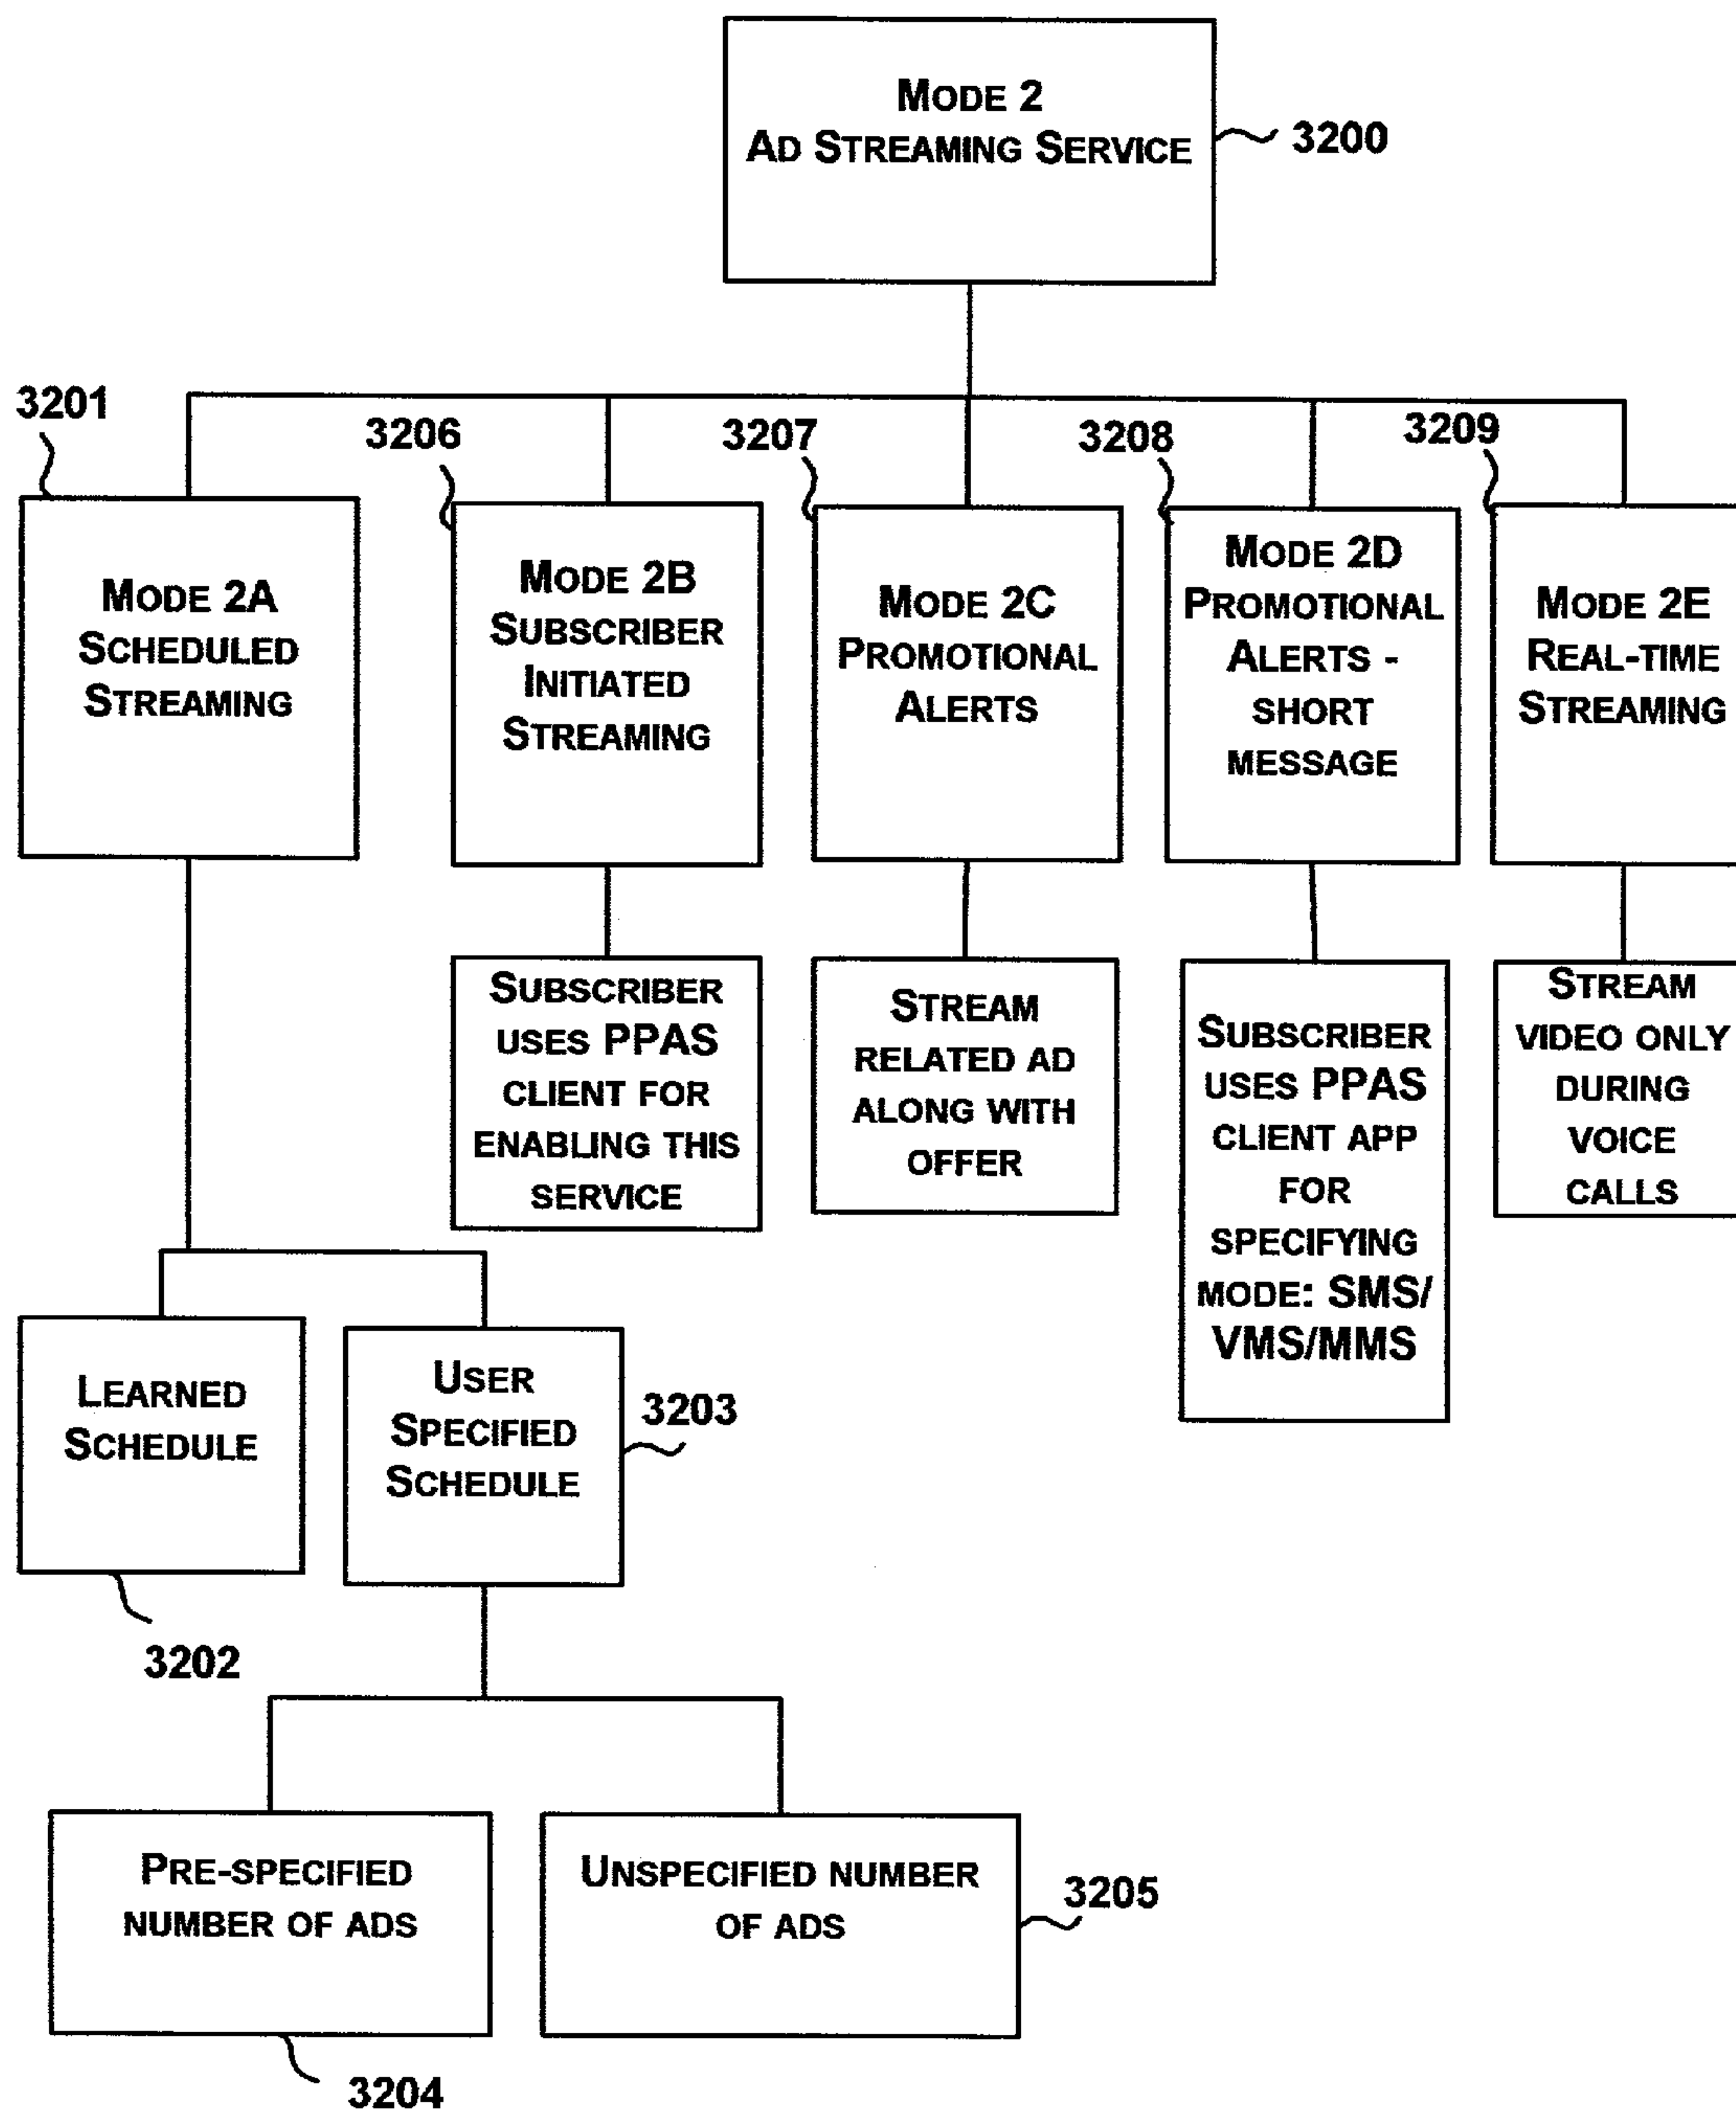 MODE 2
AD STREAMING SERVICE
3200
3201
3206
3207
3208
3209
MODE 2A
SCHEDULED
STREAMING
MODE 2B
SUBSCRIBER
INITIATED
STREAMING
MODE 2C
PROMOTIONAL
ALERTS
MODE 2D
PROMOTIONAL
ALERTS -
SHORT
MESSAGE
MODE 2E
REAL-TIME
STREAMING
SUBSCRIBER
USES PPAS
CLIENT FOR
ENABLING THIS
SERVICE
STREAM
RELATED AD
ALONG WITH
OFFER
SUBSCRIBER
USES PPAS
CLIENT APP
FOR
SPECIFYING
MODE: SMS/
VMS/MMS
STREAM
VIDEO ONLY
DURING
VOICE
CALLS
LEARNED
SCHEDULE
3202
USER
SPECIFIED
SCHEDULE
3203
PRE-SPECIFIED
NUMBER OF ADS
3204
UNSPECIFIED NUMBER
OF ADS
3205